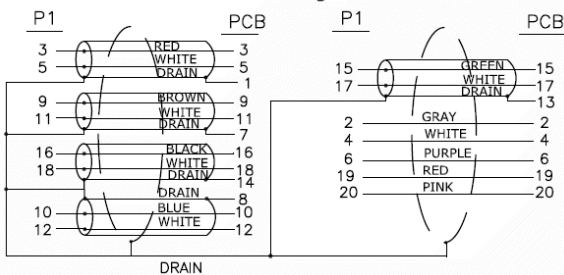 P1 PCB P1 PCB
3 RED 3
5 WHITE 5
DRAIN 1
9 BROWN 9
11 WHITE 11
DRAIN 7
16 BLACK 16
18 WHITE 18
DRAIN 14
DRAIN 8
10 BLUE 10
12 WHITE 12
15 GREEN 15
17 WHITE 17
DRAIN 13
2 GRAY 2
4 WHITE 4
6 PURPLE 6
19 RED 19
20 PINK 20
DRAIN